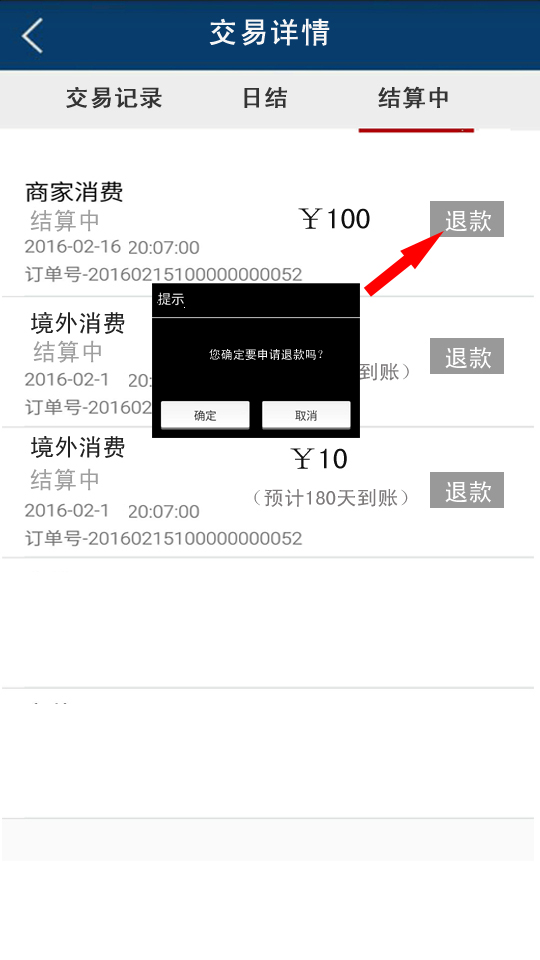 交易详情
交易记录 日结 结算中
商家消费
结算中
￥100
退款
2016-02-16 20:07:00
订单号-20160215100000000052
提示
您确定要申请退款吗?
确定 取消
境外消费
结算中
退款
2016-02-1 20:
到账）
订单号-201602
境外消费
￥10
结算中
退款
（预计180天到账）
2016-02-1 20:07:00
订单号-20160215100000000052